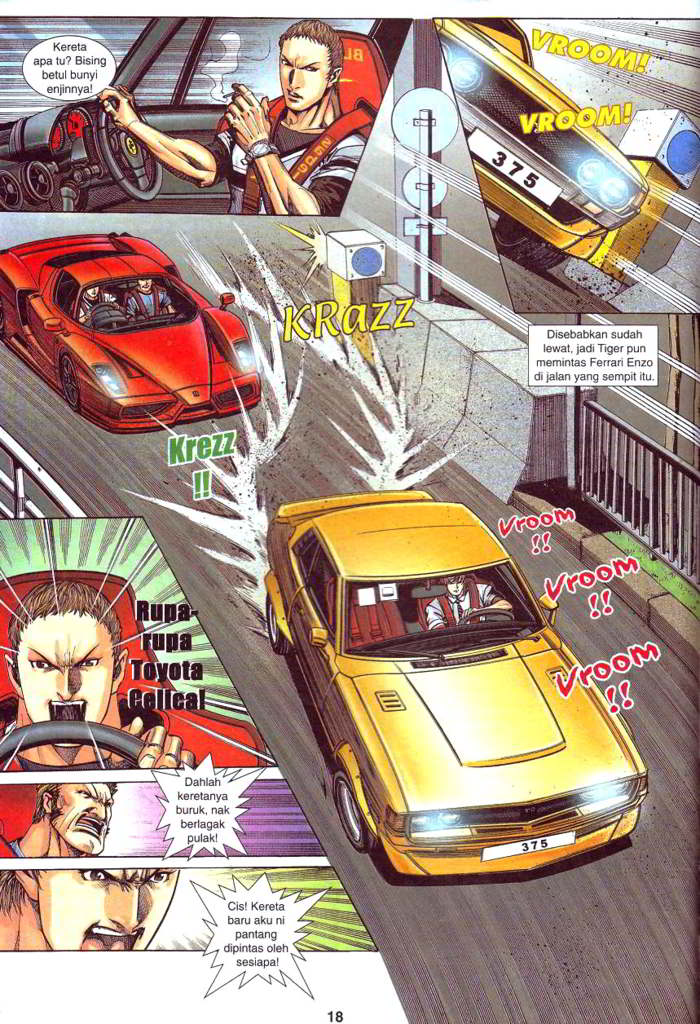 Kereta
apa tu? Bising
betul bunyi
enjinnya!
VROOM!
VROOM!
375
KRazz
Disebabkan sudah
lewat, jadi Tiger pun
memintas Ferrari Enzo
di jalan yang sempit itu.
Krezz
!!
Vroom
!!
Vroom
!!
Vroom
!!
375
Rupa-
rupa
Toyota
Celica!
Dahlah
keretanya
buruk, nak
berlagak
pulak!
Cis! Kereta
baru aku ni
pantang
dipintas oleh
sesiapa!
18